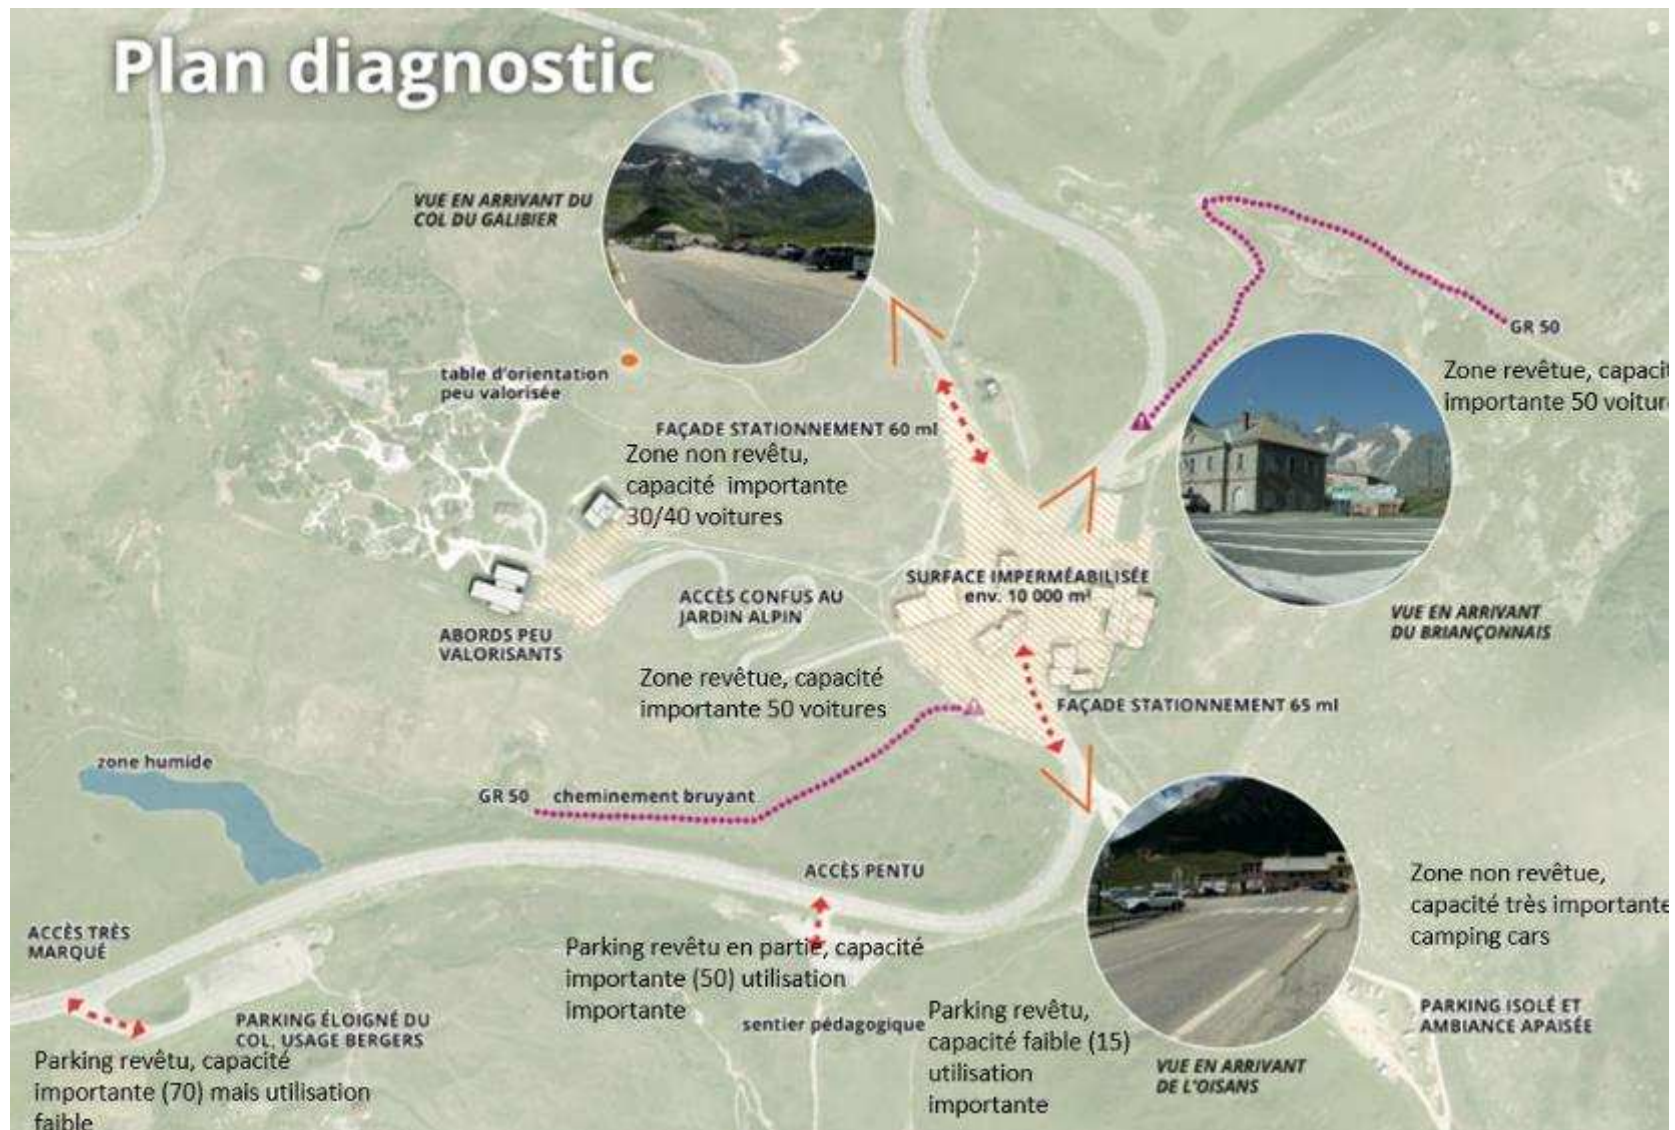 Plan diagnostic
VUE EN ARRIVANT DU
COL DU GALIBIER
GR 50
Zone revêtue, capacit
importante 50 voitur
table d'orientation
peu valorisée
FAÇADE STATIONNEMENT 60 ml
Zone non revêtu,
capacité importante
30/40 voitures
SURFACE IMPERMÉABILISÉE
env. 10 000 m²
ACCÈS CONFUS AU
JARDIN ALPIN
VUE EN ARRIVANT
DU BRIANÇONNAIS
ABORDS PEU
VALORISANTS
Zone revêtue, capacité
importante 50 voitures
FAÇADE STATIONNEMENT 65 ml
zone humide
GR 50 cheminement bruyant
ACCÈS PENTU
Zone non revêtue,
capacité très importante
camping cars
ACCÈS TRÈS
MARQUÉ
Parking revêtu en partie, capacité
importante (50) utilisation
importante
PARKING ÉLOIGNÉ DU
COL, USAGE BERGERS
sentier pédagogique
Parking revêtu,
capacité faible (15)
utilisation
importante
PARKING ISOLÉ ET
AMBIANCE APAISÉE
Parking revêtu, capacité
importante (70) mais utilisation
faible
VUE EN ARRIVANT
DE L'OISANS